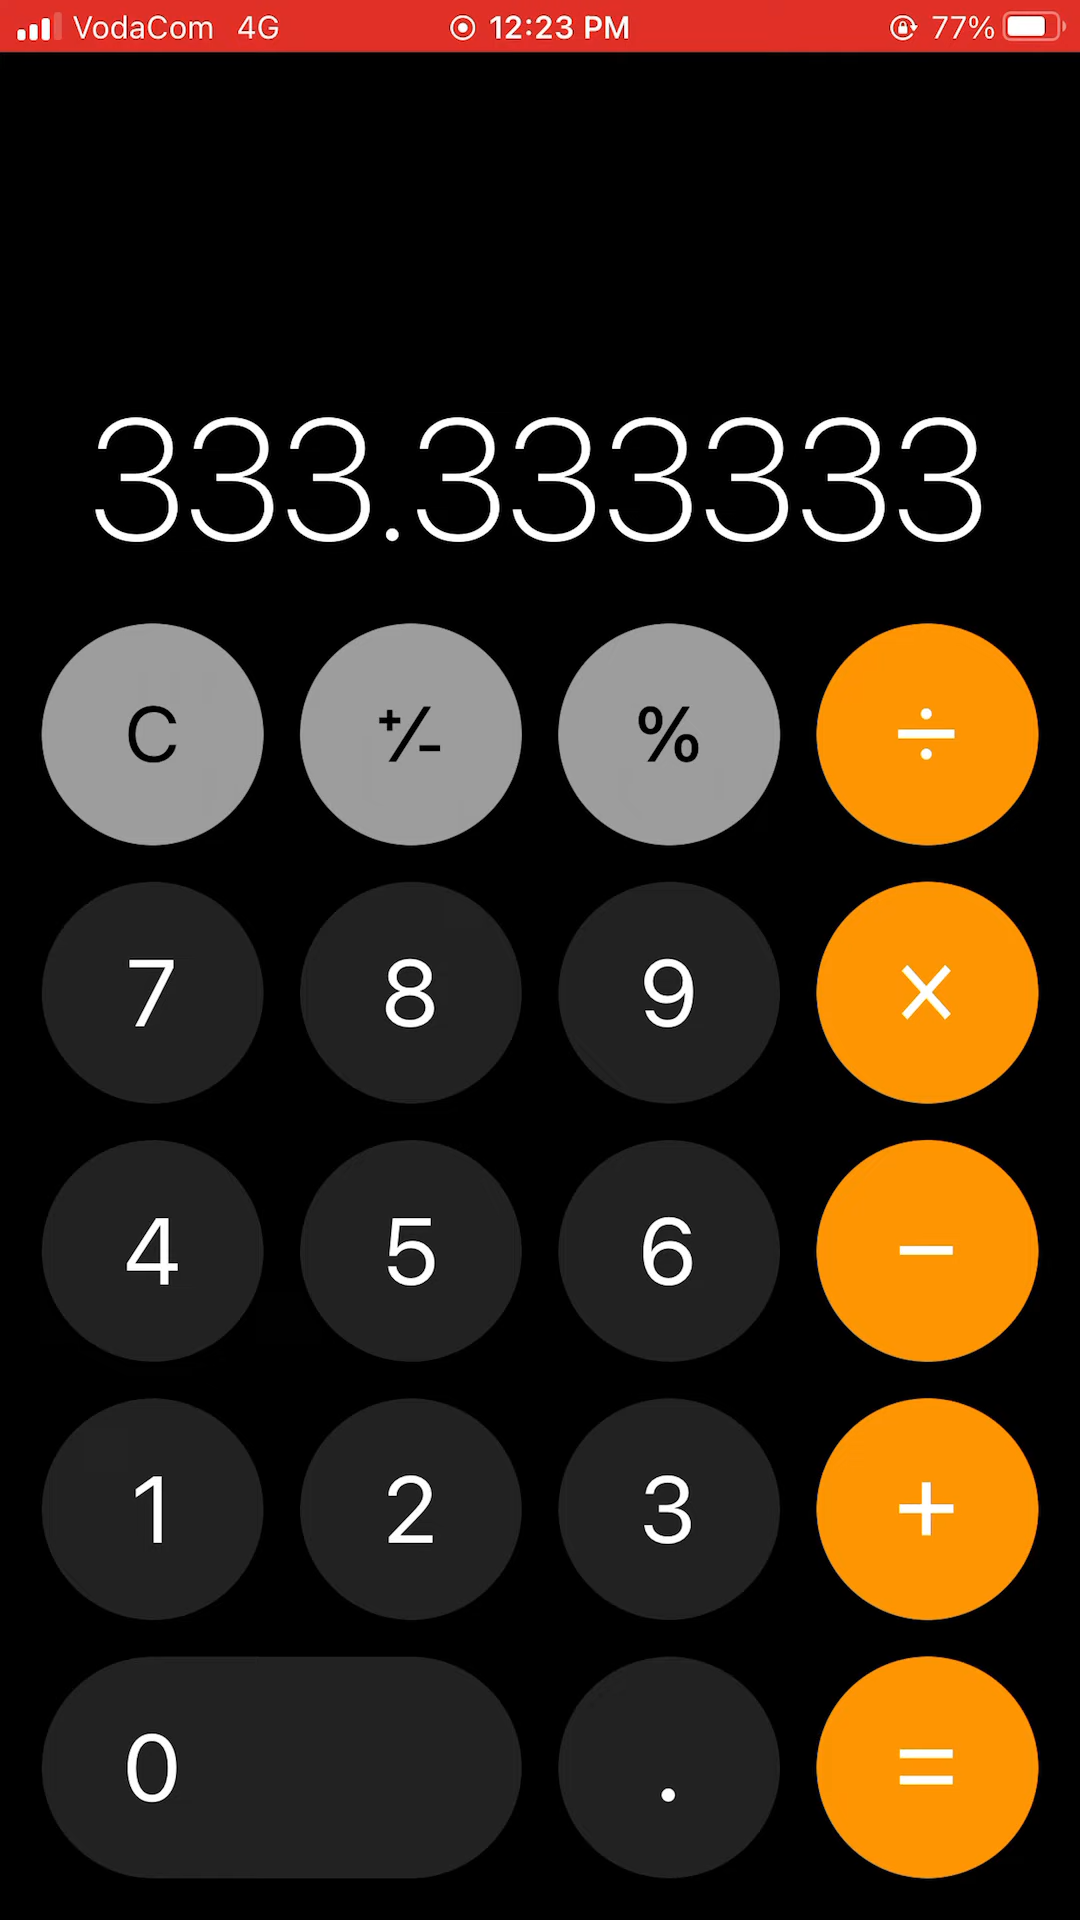 VodaCom 4G 12:23 PM 77%
333.333333
C +/- % ÷
7 8 9 ×
4 5 6 −
1 2 3 +
0 . =